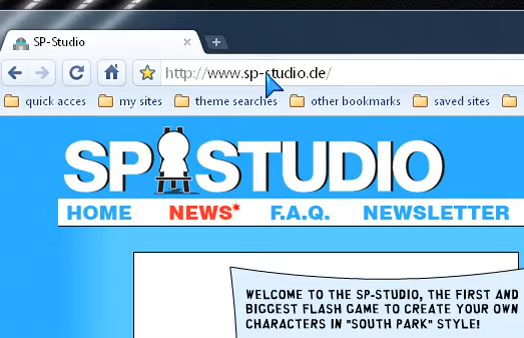 SP-Studio
http://www.sp-studio.de/
quick acces my sites theme searches other bookmarks saved sites
SP STUDIO
HOME NEWS* F.A.Q. NEWSLETTER
WELCOME TO THE SP-STUDIO, THE FIRST AND
BIGGEST FLASH GAME TO CREATE YOUR OWN
CHARACTERS IN "SOUTH PARK" STYLE!